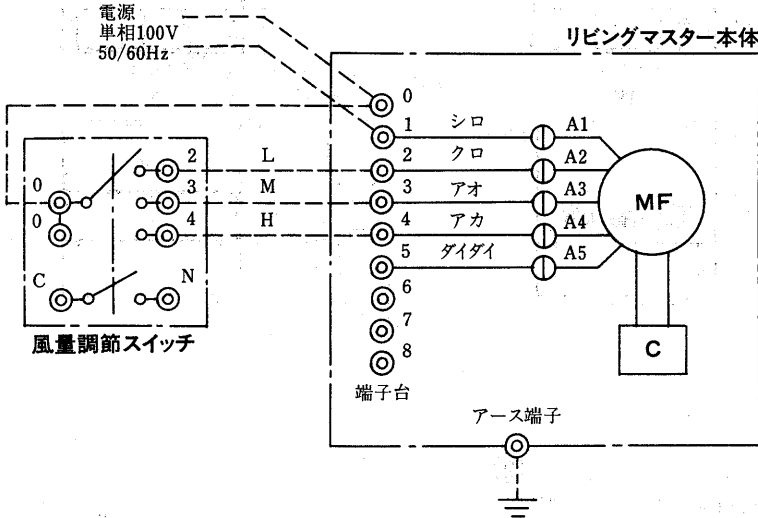 電源
単相100V
50/60Hz
リビングマスター本体
0
1 シロ A1
2 クロ A2
3 アオ A3
4 アカ A4
5 ダイダイ A5
6
7
8
端子台
MF
C
アース端子
0
0
2 L
3 M
4 H
C
N
風量調節スイッチ